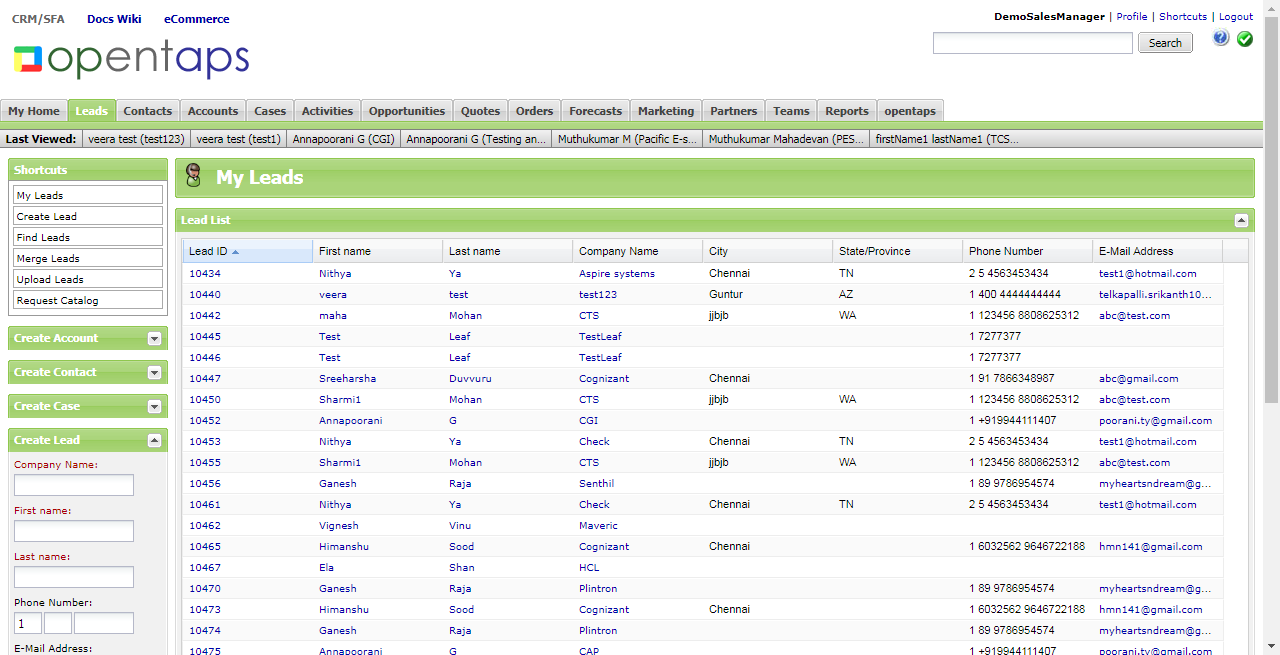 CRM/SFA Docs Wiki eCommerce
DemoSalesManager | Profile | Shortcuts | Logout
opentaps
Search
My Home Leads Contacts Accounts Cases Activities Opportunities Quotes Orders Forecasts Marketing Partners Teams Reports opentaps
Last Viewed: veera test (test123) veera test (test1) Annapoorani G (CGI) Annapoorani G (Testing an... Muthukumar M (Pacific E-s... Muthukumar Mahadevan (PES... firstName1 lastName1 (TCS...
Shortcuts
My Leads
Create Lead
Find Leads
Merge Leads
Upload Leads
Request Catalog
Create Account
Create Contact
Create Case
Create Lead
Company Name:
First name:
Last name:
Phone Number:
1
E-Mail Address:
My Leads
Lead List
Lead ID First name Last name Company Name City State/Province Phone Number E-Mail Address
10434 Nithya Ya Aspire systems Chennai TN 2 5 4563453434 test1@hotmail.com
10440 veera test test123 Guntur AZ 1 400 4444444444 telkapalli.srikanth10...
10442 maha Mohan CTS jjbjb WA 1 123456 8808625312 abc@test.com
10445 Test Leaf TestLeaf 1 7277377
10446 Test Leaf TestLeaf 1 7277377
10447 Sreeharsha Duvvuru Cognizant Chennai 1 91 7866348987 abc@gmail.com
10450 Sharmi1 Mohan CTS jjbjb WA 1 123456 8808625312 abc@test.com
10452 Annapoorani G CGI 1 +919944111407 poorani.ty@gmail.com
10453 Nithya Ya Check Chennai TN 2 5 4563453434 test1@hotmail.com
10455 Sharmi1 Mohan CTS jjbjb WA 1 123456 8808625312 abc@test.com
10456 Ganesh Raja Senthil 1 89 9786954574 myheartsndream@g...
10461 Nithya Ya Check Chennai TN 2 5 4563453434 test1@hotmail.com
10462 Vignesh Vinu Maveric
10465 Himanshu Sood Cognizant Chennai 1 6032562 9646722188 hmn141@gmail.com
10467 Ela Shan HCL
10470 Ganesh Raja Plintron 1 89 9786954574 myheartsndream@g...
10473 Himanshu Sood Cognizant Chennai 1 6032562 9646722188 hmn141@gmail.com
10474 Ganesh Raja Plintron 1 89 9786954574 myheartsndream@g...
10475 Annapoorani G CAP 1 +919944111407 poorani.ty@gmail.com